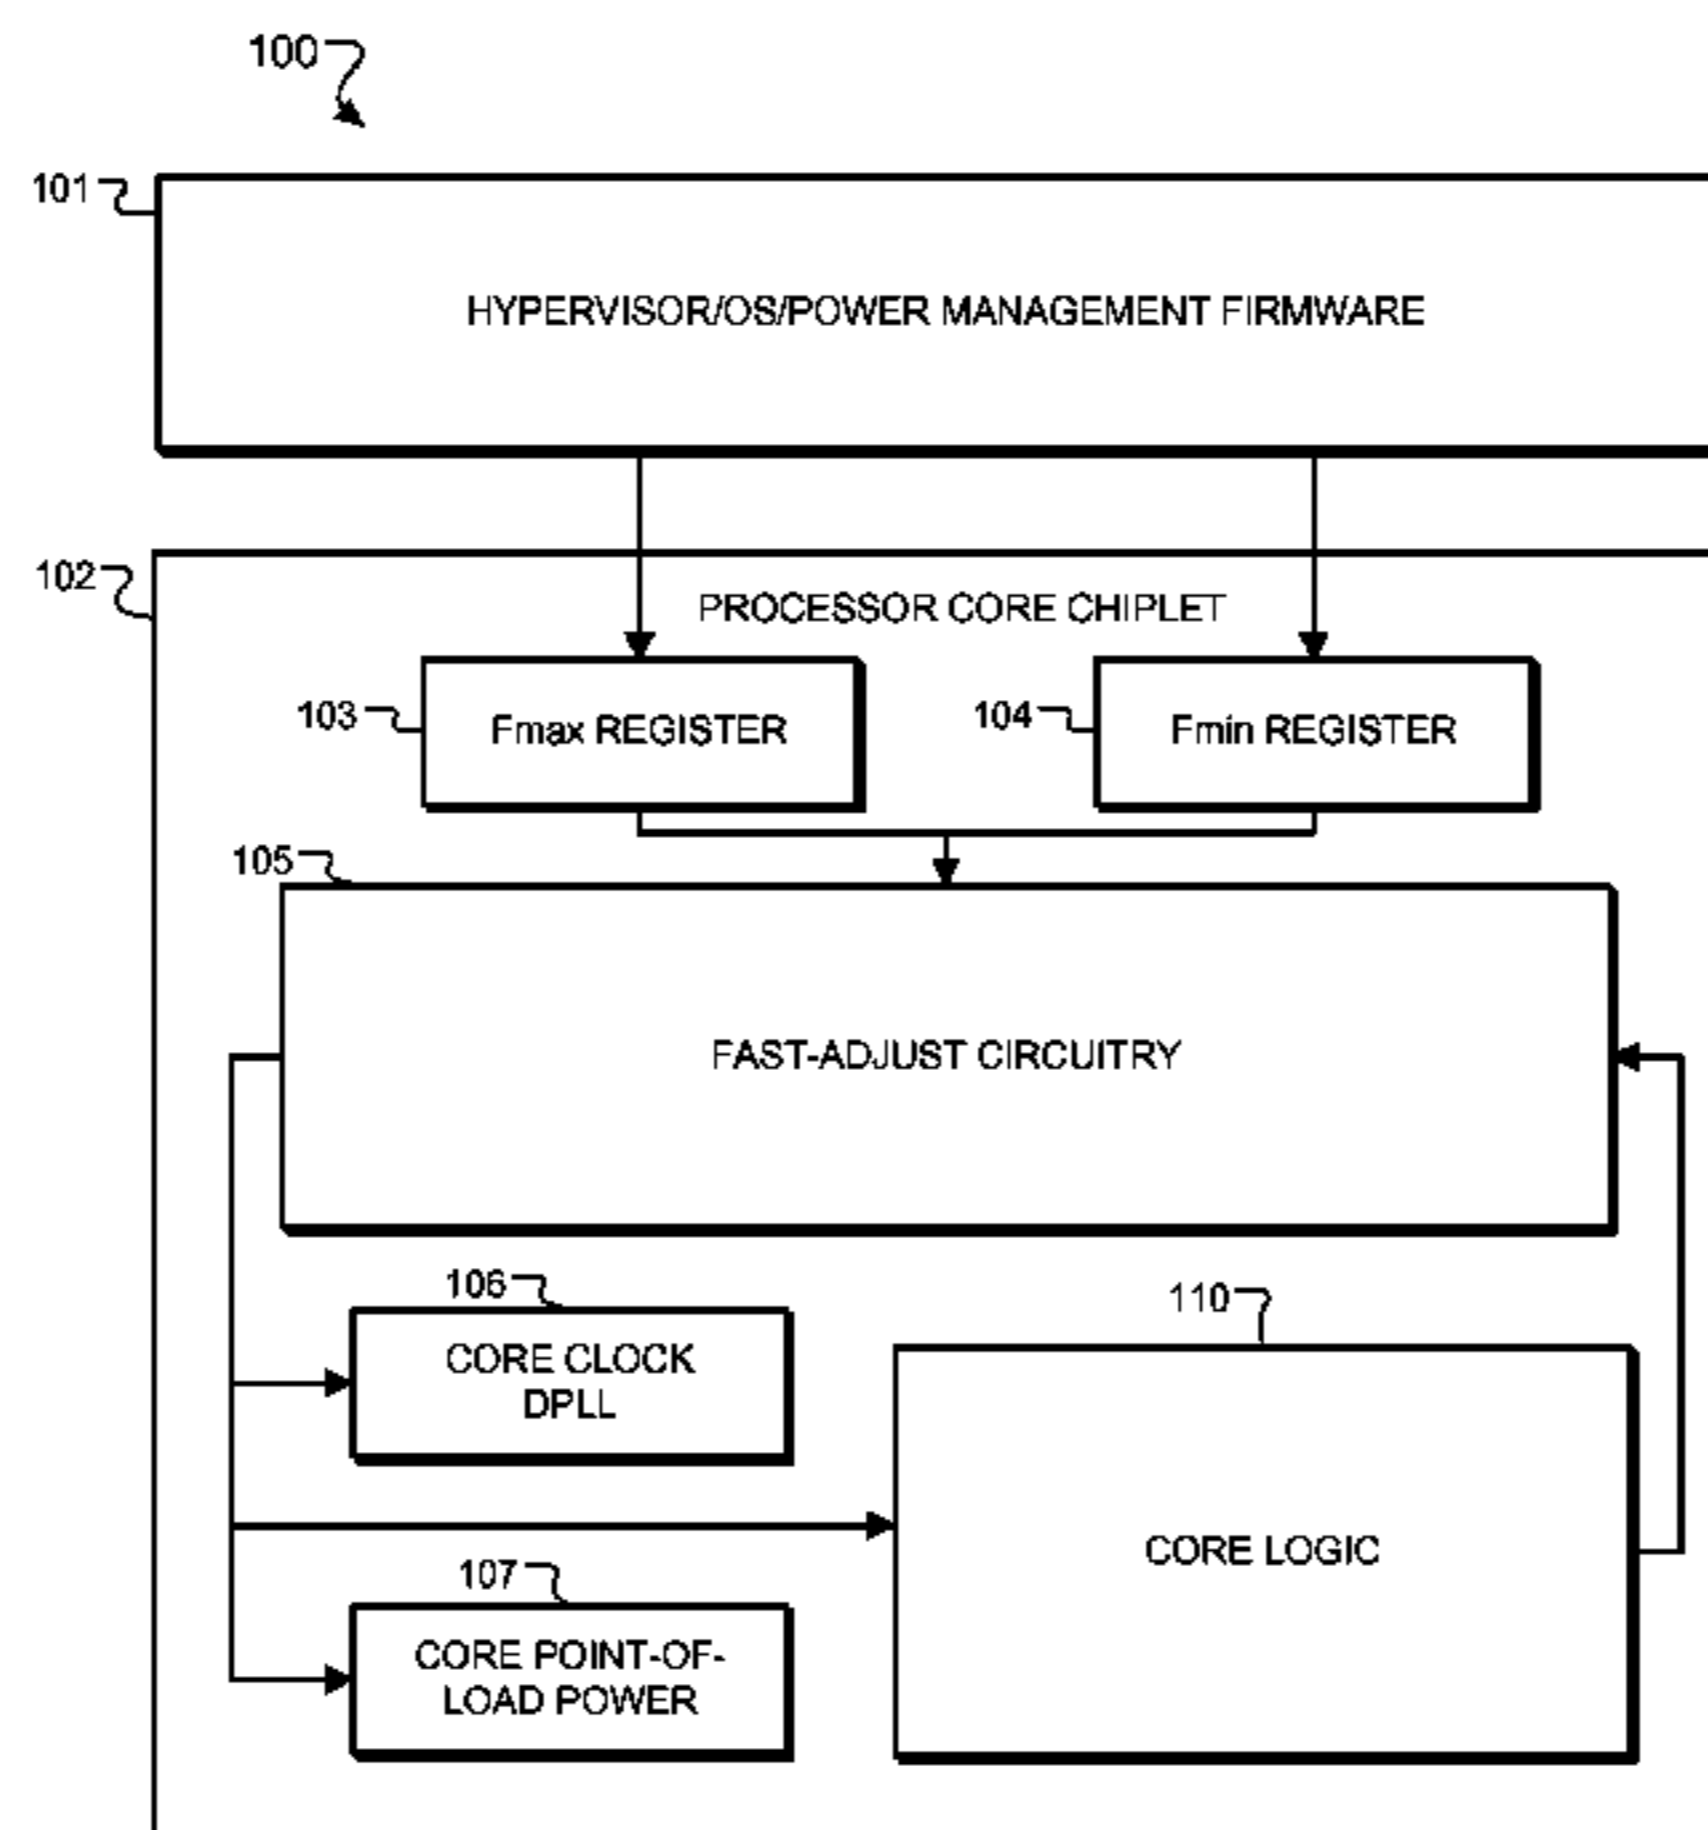 100
101
HYPERVISOR/OS/POWER MANAGEMENT FIRMWARE
102
PROCESSOR CORE CHIPLET
103
Fmax REGISTER
104
Fmin REGISTER
105
FAST-ADJUST CIRCUITRY
106
CORE CLOCK
DPLL
110
CORE LOGIC
107
CORE POINT-OF-
LOAD POWER